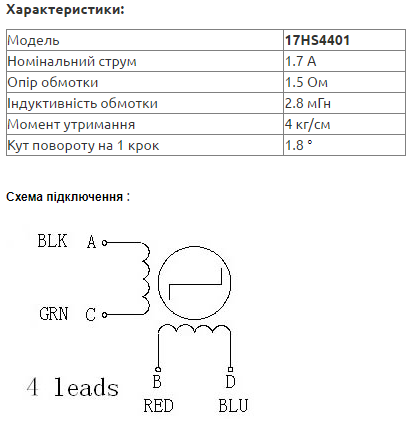 Характеристики:
Модель 17HS4401
Номінальний струм 1.7 А
Опір обмотки 1.5 Ом
Індуктивність обмотки 2.8 мГн
Момент утримання 4 кг/см
Кут повороту на 1 крок 1.8 °
Схема підключення :
BLK A
GRN C
4 leads
B D
RED BLU